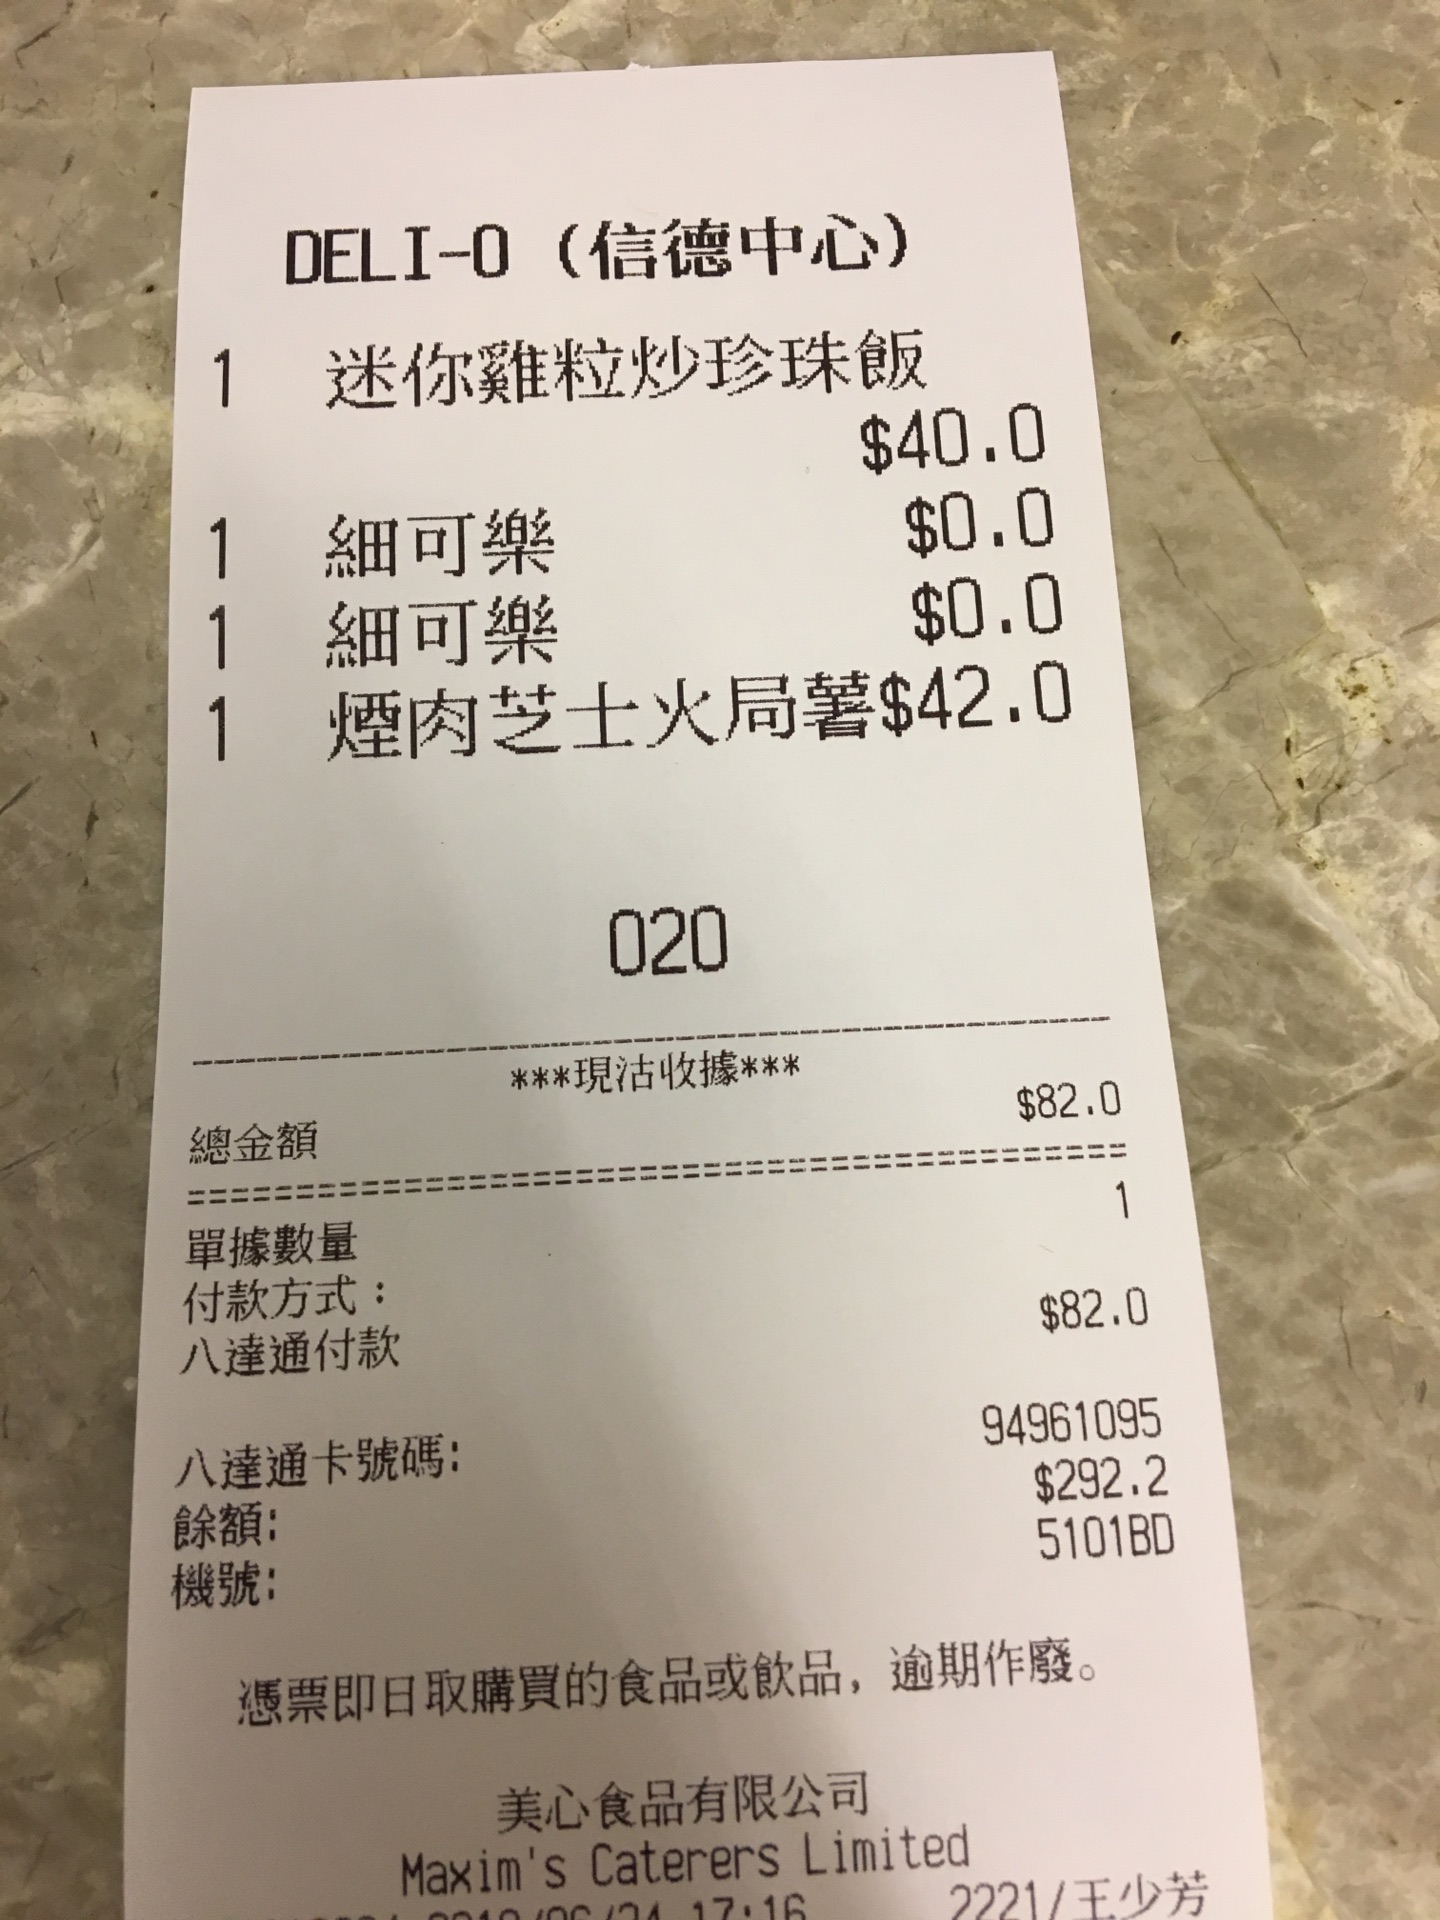 DELI-O (信德中心)
1 迷你雞粒炒珍珠飯
$40.0
1 細可樂 $0.0
1 細可樂 $0.0
1 煙肉芝士火局薯$42.0
020
***現沽收據***
總金額 $82.0
單據數量 1
付款方式：
八達通付款 $82.0
八達通卡號碼: 94961095
餘額: $292.2
機號: 5101BD
憑票即日取購買的食品或飲品，逾期作廢。
美心食品有限公司
Maxim's Caterers Limited
17:16 2221/王少芳